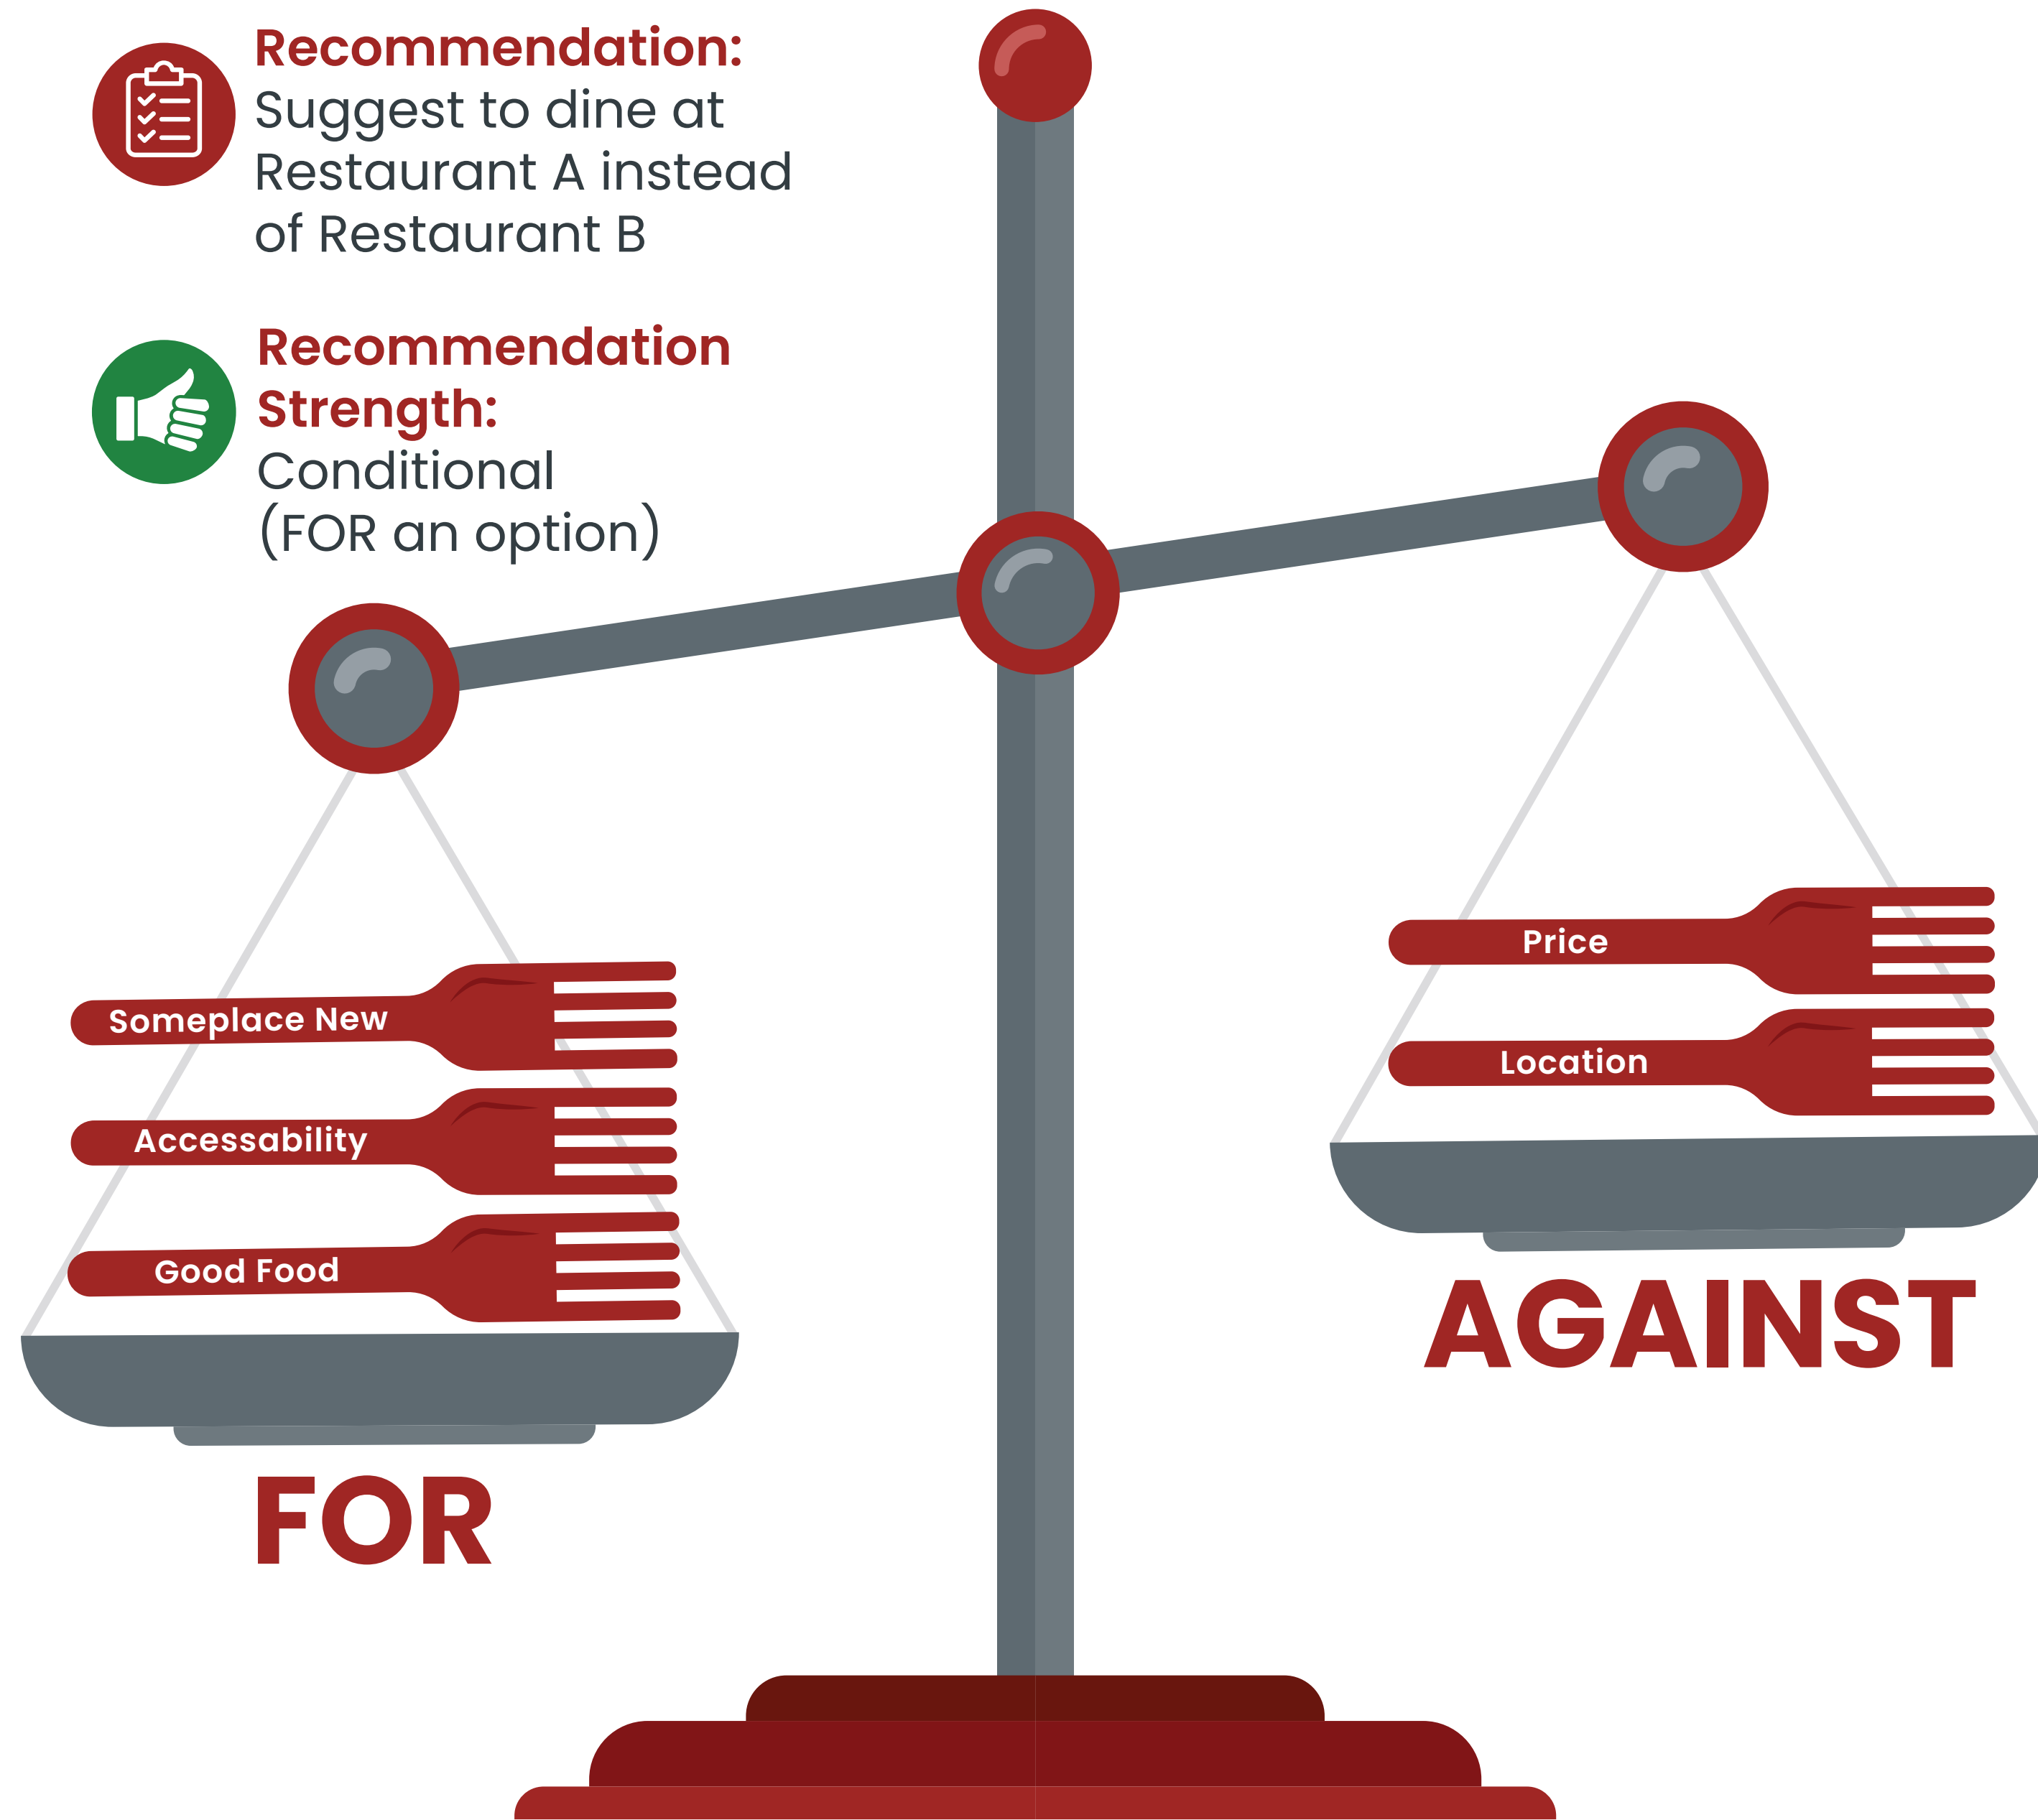 Recommendation:
Suggest to dine at
Restaurant A instead
of Restaurant B
Recommendation
Strength:
Conditional
(FOR an option)
Someplace New
Accessability
Good Food
FOR
Price
Location
AGAINST